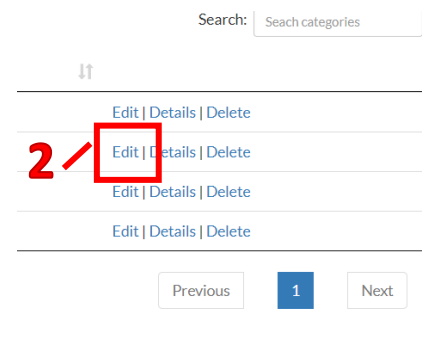 Search: Seach categories
Edit | Details | Delete
2 Edit | Details | Delete
Edit | Details | Delete
Edit | Details | Delete
Previous 1 Next